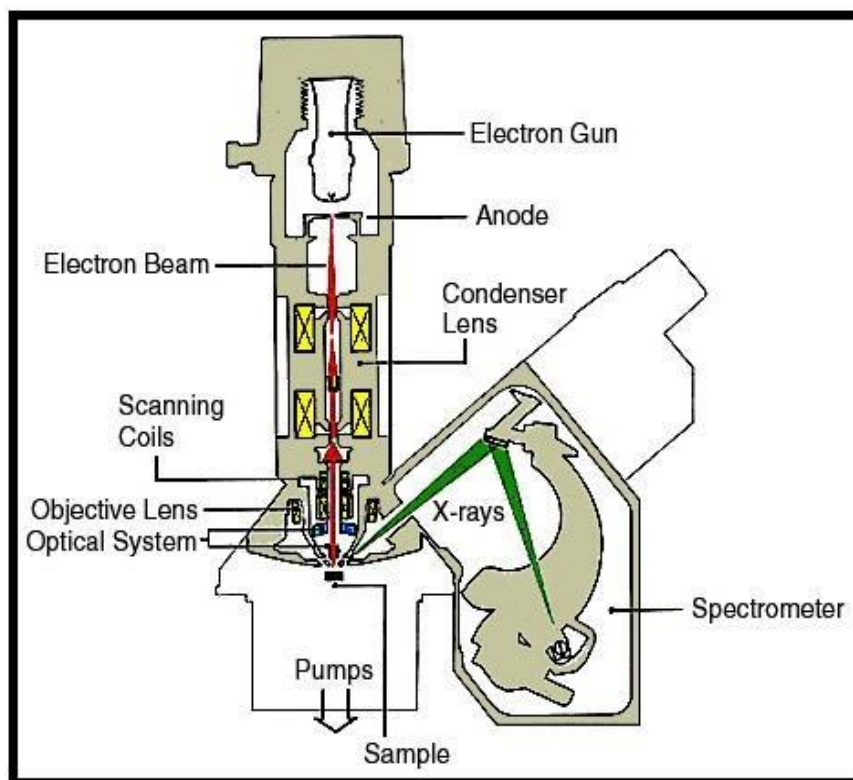 Electron Gun
Anode
Electron Beam
Condenser
Lens
Scanning
Coils
Objective Lens
Optical System
X-rays
Spectrometer
Pumps
Sample